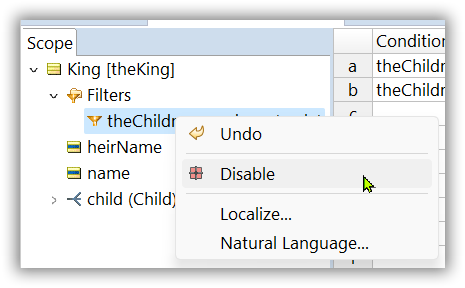 Scope
Condition
King [theKing]
a theChildr
Filters
b theChildr
theChildr
Undo
heirName
name
Disable
child (Child)
Localize...
Natural Language...